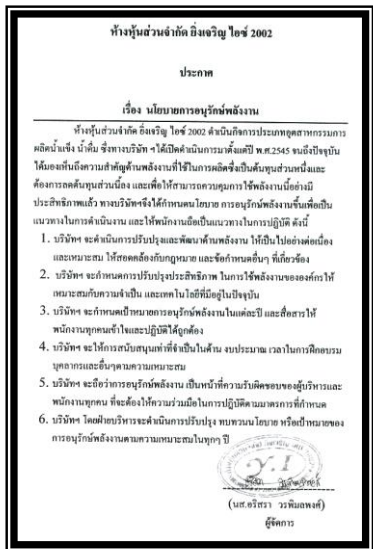 ห้างหุ้นส่วนจำกัด ยิ่งเจริญ ไอซ์ 2002
ประกาศ
เรื่อง นโยบายการอนุรักษ์พลังงาน
ห้างหุ้นส่วนจำกัด ยิ่งเจริญ ไอซ์ 2002 ดำเนินกิจการประเภทอุตสาหกรรมการ
ผลิตน้ำแข็ง น้ำดื่ม ซึ่งทางบริษัท ฯ ได้เปิดดำเนินการมาตั้งแต่ปี พ.ศ.2545 จนถึงปัจจุบัน
ได้มองเห็นถึงความสำคัญด้านพลังงานที่ใช้ในการผลิตซึ่งเป็นต้นทุนส่วนหนึ่งและ
ต้องการลดต้นทุนส่วนนี้ลง และเพื่อให้สามารถควบคุมการใช้พลังงานนี้อย่างมี
ประสิทธิภาพแล้ว ทางบริษัทฯจึงได้กำหนดนโยบาย การอนุรักษ์พลังงานขึ้นเพื่อเป็น
แนวทางในการดำเนินงาน และให้พนักงานถือเป็นแนวทางในการปฏิบัติ ดังนี้
1. บริษัทฯ จะดำเนินการปรับปรุงและพัฒนาด้านพลังงาน ให้เป็นไปอย่างต่อเนื่อง
และเหมาะสม ให้สอดคล้องกับกฎหมาย และข้อกำหนดอื่นๆ ที่เกี่ยวข้อง
2. บริษัทฯ จะกำหนดการปรับปรุงประสิทธิภาพ ในการใช้พลังงานขององค์กรให้
เหมาะสมกับความจำเป็น และเทคโนโลยีที่มีอยู่ในปัจจุบัน
3. บริษัทฯ จะกำหนดเป้าหมายการอนุรักษ์พลังงานในแต่ละปี และสื่อสารให้
พนักงานทุกคนเข้าใจและปฏิบัติได้ถูกต้อง
4. บริษัทฯ จะให้การสนับสนุนเท่าที่จำเป็นในด้าน งบประมาณ เวลาในการฝึกอบรม
บุคลากรและอื่นๆตามความเหมาะสม
5. บริษัทฯ จะถือว่าการอนุรักษ์พลังงาน เป็นหน้าที่ความรับผิดชอบของผู้บริหารและ
พนักงานทุกคน ที่จะต้องให้ความร่วมมือในการปฏิบัติตามมาตรการที่กำหนด
6. บริษัทฯ โดยฝ่ายบริหารจะดำเนินการปรับปรุง ทบทวนนโยบาย หรือเป้าหมายของ
การอนุรักษ์พลังงานตามความเหมาะสมในทุกๆ ปี
Y.I
(นส.อริสรา วรพิมลพงศ์)
ผู้จัดการ